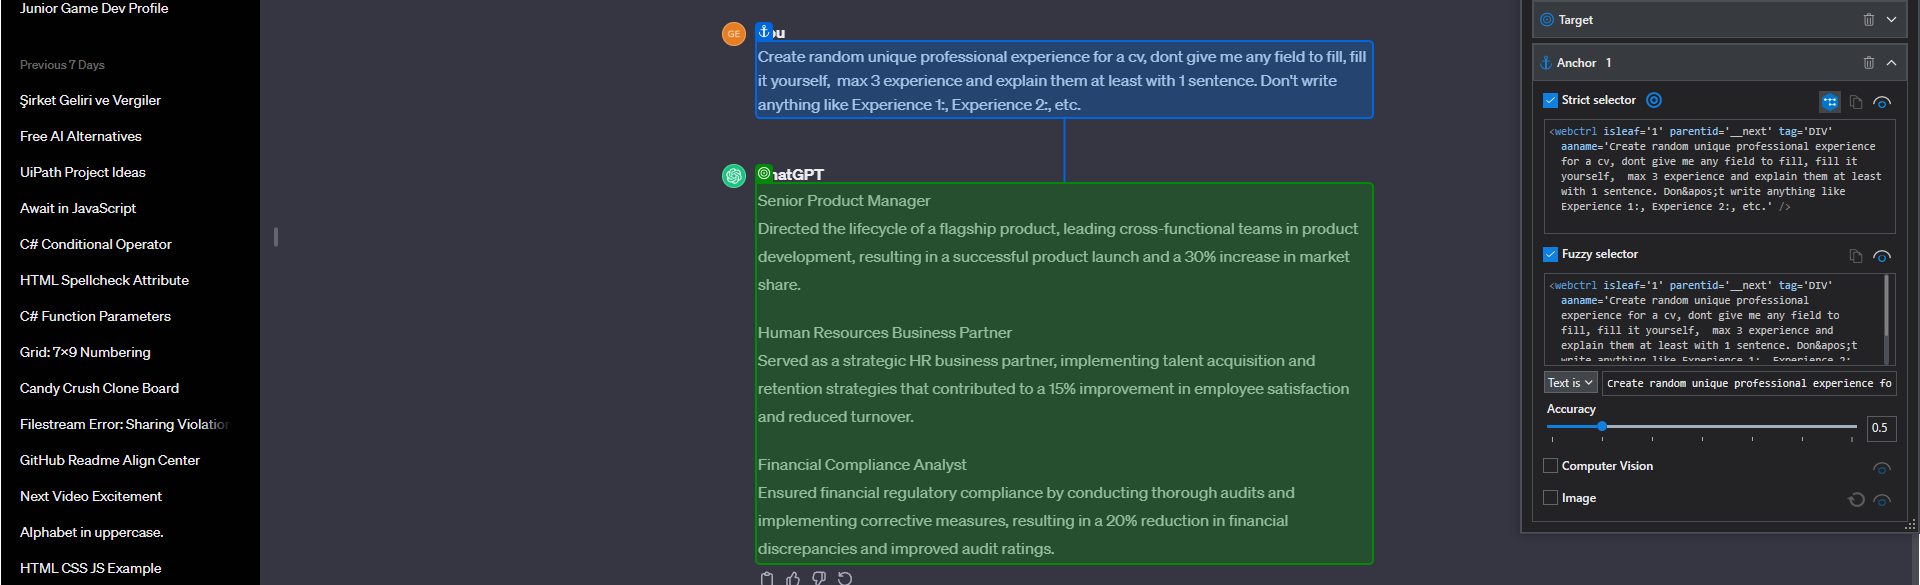 Junior Game Dev Profile
Previous 7 Days
Şirket Geliri ve Vergiler
Free AI Alternatives
UiPath Project Ideas
Await in JavaScript
C# Conditional Operator
HTML Spellcheck Attribute
C# Function Parameters
Grid: 7×9 Numbering
Candy Crush Clone Board
Filestream Error: Sharing Violation
GitHub Readme Align Center
Next Video Excitement
Alphabet in uppercase.
HTML CSS JS Example
GE
ou
Create random unique professional experience for a cv, dont give me any field to fill, fill
it yourself,  max 3 experience and explain them at least with 1 sentence. Don't write
anything like Experience 1:, Experience 2:, etc.
hatGPT
Senior Product Manager
Directed the lifecycle of a flagship product, leading cross-functional teams in product
development, resulting in a successful product launch and a 30% increase in market
share.
Human Resources Business Partner
Served as a strategic HR business partner, implementing talent acquisition and
retention strategies that contributed to a 15% improvement in employee satisfaction
and reduced turnover.
Financial Compliance Analyst
Ensured financial regulatory compliance by conducting thorough audits and
implementing corrective measures, resulting in a 20% reduction in financial
discrepancies and improved audit ratings.
Target
Anchor 1
Strict selector
<webctrl isleaf='1' parentid='__next' tag='DIV'
aaname='Create random unique professional experience
for a cv, dont give me any field to fill, fill it
yourself,  max 3 experience and explain them at least
with 1 sentence. Don&apos;t write anything like
Experience 1:, Experience 2:, etc.' />
Fuzzy selector
<webctrl isleaf='1' parentid='__next' tag='DIV'
aaname='Create random unique professional
experience for a cv, dont give me any field to
fill, fill it yourself,  max 3 experience and
explain them at least with 1 sentence. Don&apos;t
write anything like Experience 1:, Experience 2:,
Text is
Create random unique professional experience fo
Accuracy
0.5
Computer Vision
Image